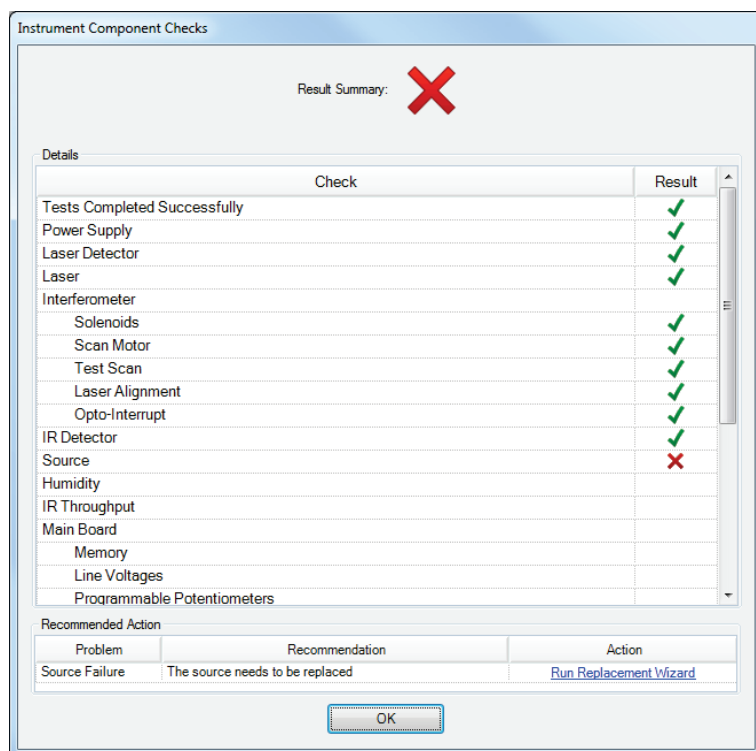 Instrument Component Checks
Result Summary:
Details
Check Result
Tests Completed Successfully
Power Supply
Laser Detector
Laser
Interferometer
Solenoids
Scan Motor
Test Scan
Laser Alignment
Opto-Interrupt
IR Detector
Source
Humidity
IR Throughput
Main Board
Memory
Line Voltages
Programmable Potentiometers
Recommended Action
Problem Recommendation Action
Source Failure The source needs to be replaced Run Replacement Wizard
OK